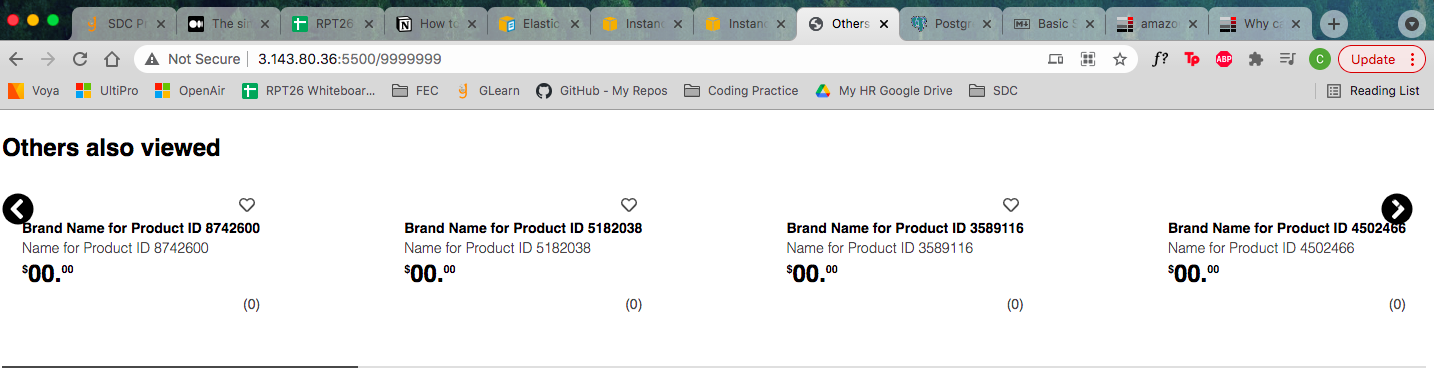 SDC P
The sin
RPT26
How to
Elastic
Instanc
Instanc
Others
Postgr
Basic S
amazo
Why ca
Not Secure 3.143.80.36:5500/9999999
f?
Tp
ABP
C
Update
Voya
UltiPro
OpenAir
RPT26 Whiteboar...
FEC
GLearn
GitHub - My Repos
Coding Practice
My HR Google Drive
SDC
Reading List
Others also viewed
Brand Name for Product ID 8742600
Name for Product ID 8742600
$00.00
(0)
Brand Name for Product ID 5182038
Name for Product ID 5182038
$00.00
(0)
Brand Name for Product ID 3589116
Name for Product ID 3589116
$00.00
(0)
Brand Name for Product ID 4502466
Name for Product ID 4502466
$00.00
(0)